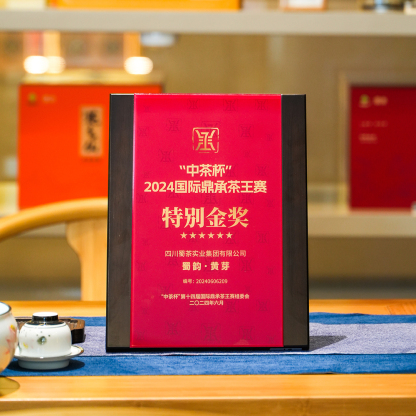 “中茶杯”
2024国际鼎承茶王赛
特别金奖
★★★★★★
四川蜀茶实业集团有限公司
蜀韵·黄芽
编号: 20240606209
“中茶杯”第十四届国际鼎承茶王赛组委会
二〇二四年六月